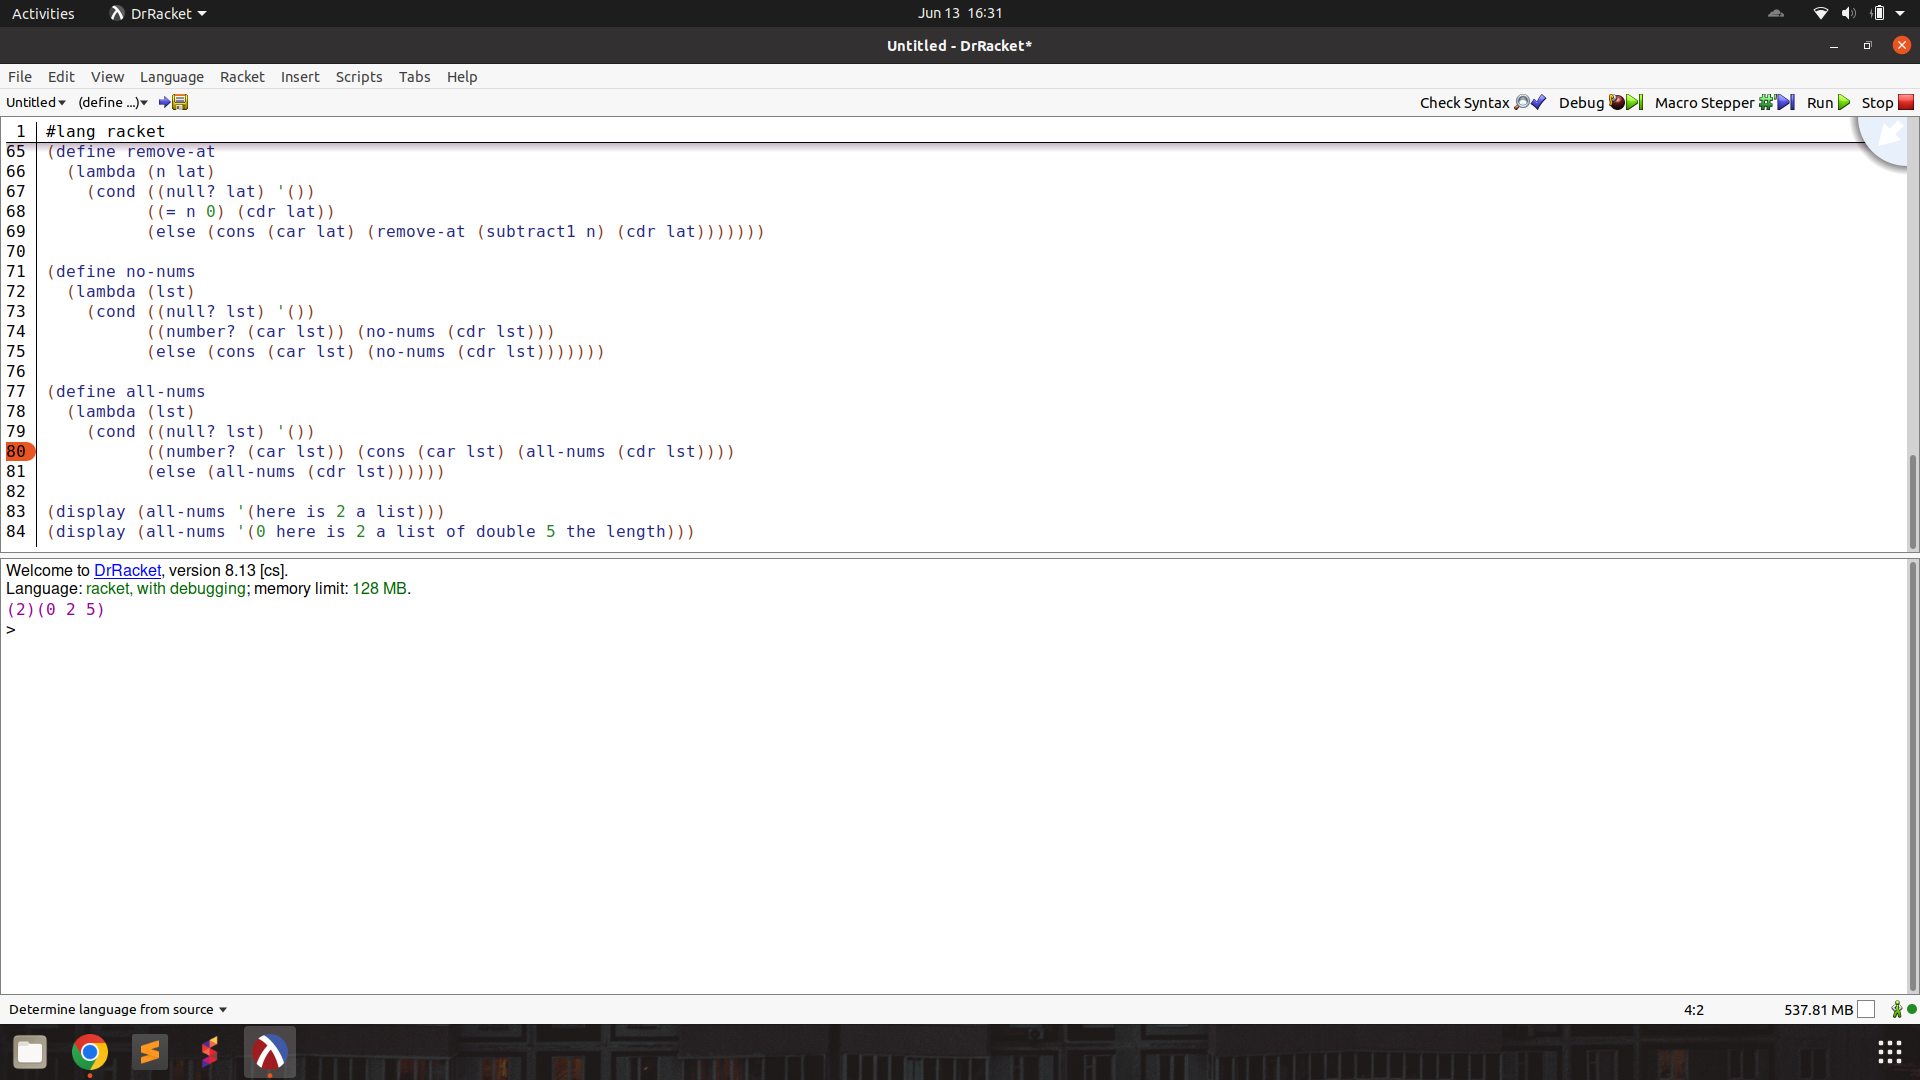 Activities DrRacket Jun 13 16:31
Untitled - DrRacket*
File Edit View Language Racket Insert Scripts Tabs Help
Untitled (define ...) Check Syntax Debug Macro Stepper Run Stop
1 #lang racket
65 (define remove-at
66 (lambda (n lat)
67 (cond ((null? lat) '())
68 ((= n 0) (cdr lat))
69 (else (cons (car lat) (remove-at (subtract1 n) (cdr lat)))))))
70
71 (define no-nums
72 (lambda (lst)
73 (cond ((null? lst) '())
74 ((number? (car lst)) (no-nums (cdr lst)))
75 (else (cons (car lst) (no-nums (cdr lst)))))))
76
77 (define all-nums
78 (lambda (lst)
79 (cond ((null? lst) '())
80 ((number? (car lst)) (cons (car lst) (all-nums (cdr lst))))
81 (else (all-nums (cdr lst))))))
82
83 (display (all-nums '(here is 2 a list)))
84 (display (all-nums '(0 here is 2 a list of double 5 the length)))
Welcome to DrRacket, version 8.13 [cs].
Language: racket, with debugging; memory limit: 128 MB.
(2)(0 2 5)
>
Determine language from source 4:2 537.81 MB